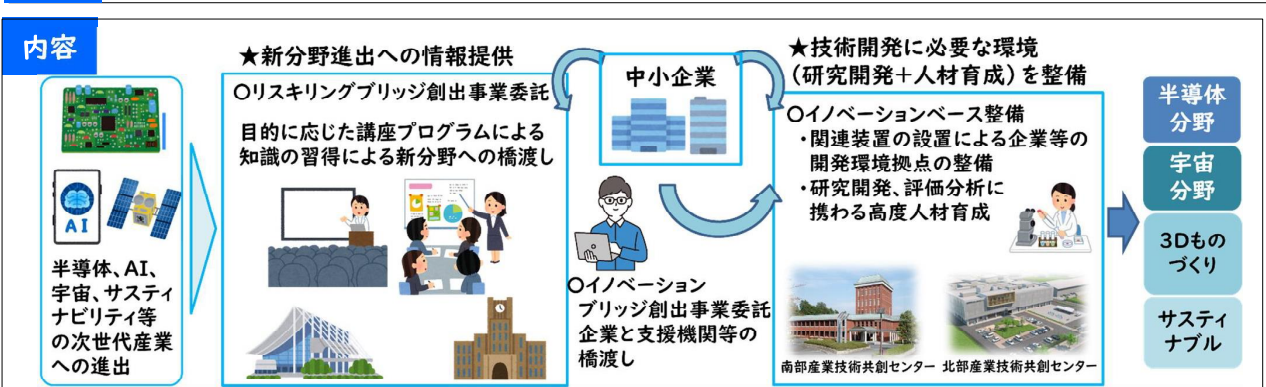 内容
AI
半導体、AI、
宇宙、サスティ
ナビリティ等
の次世代産業
への進出
★新分野進出への情報提供
〇リスキリングブリッジ創出事業委託
目的に応じた講座プログラムによる
知識の習得による新分野への橋渡し
中小企業
〇イノベーション
ブリッジ創出事業委託
企業と支援機関等の
橋渡し
★技術開発に必要な環境
（研究開発+人材育成）を整備
〇イノベーションベース整備
・関連装置の設置による企業等の
開発環境拠点の整備
・研究開発、評価分析に
携わる高度人材育成
南部産業技術共創センター
北部産業技術共創センター
半導体
分野
宇宙
分野
3Dもの
づくり
サスティ
ナブル